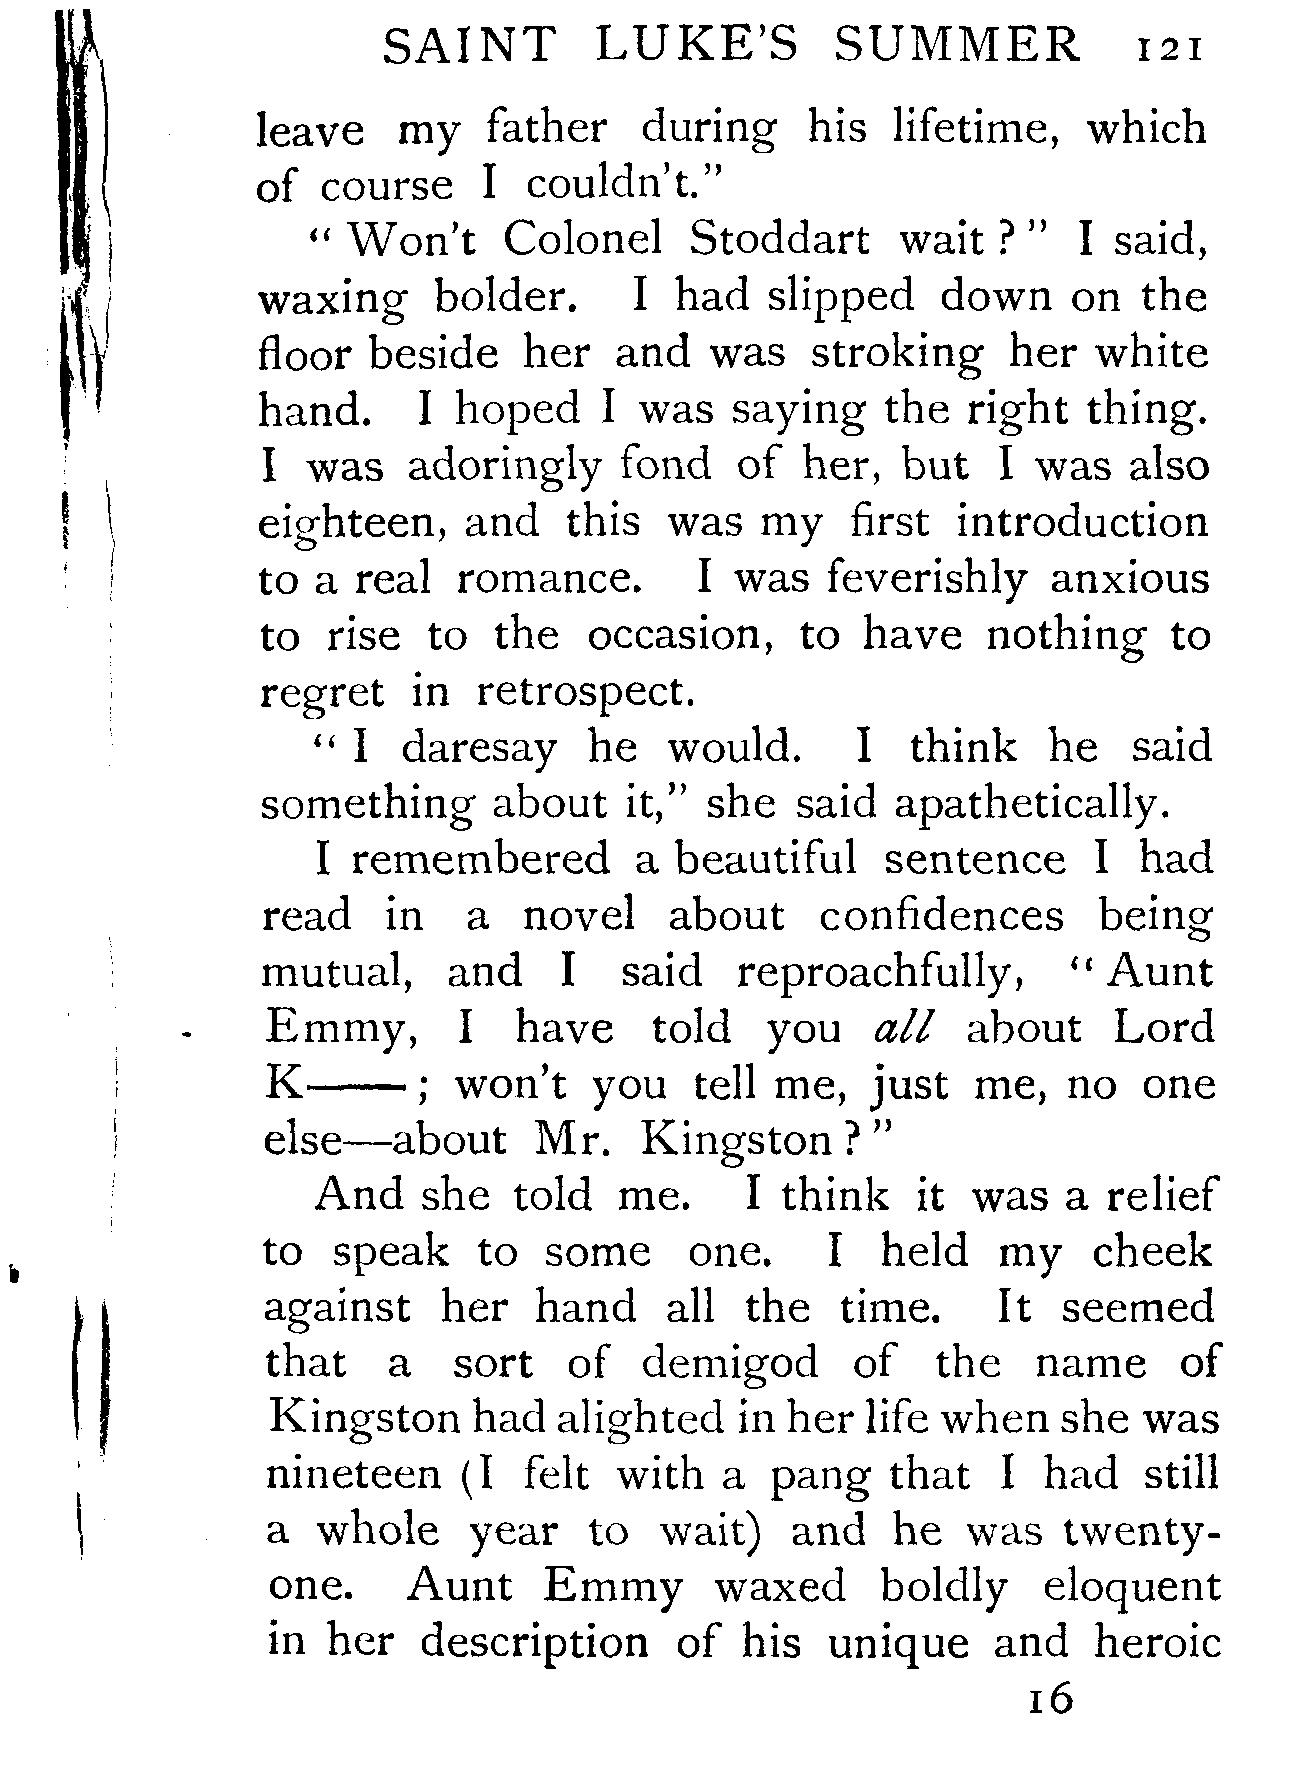 SAINT LUKE'S SUMMER 121
leave my father during his lifetime, which
of course I couldn't."
"Won't Colonel Stoddart wait?" I said,
waxing bolder. I had slipped down on the
floor beside her and was stroking her white
hand. I hoped I was saying the right thing.
I was adoringly fond of her, but I was also
eighteen, and this was my first introduction
to a real romance. I was feverishly anxious
to rise to the occasion, to have nothing to
regret in retrospect.
"I daresay he would. I think he said
something about it," she said apathetically.
I remembered a beautiful sentence I had
read in a novel about confidences being
mutual, and I said reproachfully, "Aunt
Emmy, I have told you all about Lord
K——; won't you tell me, just me, no one
else—about Mr. Kingston?"
And she told me. I think it was a relief
to speak to some one. I held my cheek
against her hand all the time. It seemed
that a sort of demigod of the name of
Kingston had alighted in her life when she was
nineteen (I felt with a pang that I had still
a whole year to wait) and he was twenty-
one. Aunt Emmy waxed boldly eloquent
in her description of his unique and heroic
16